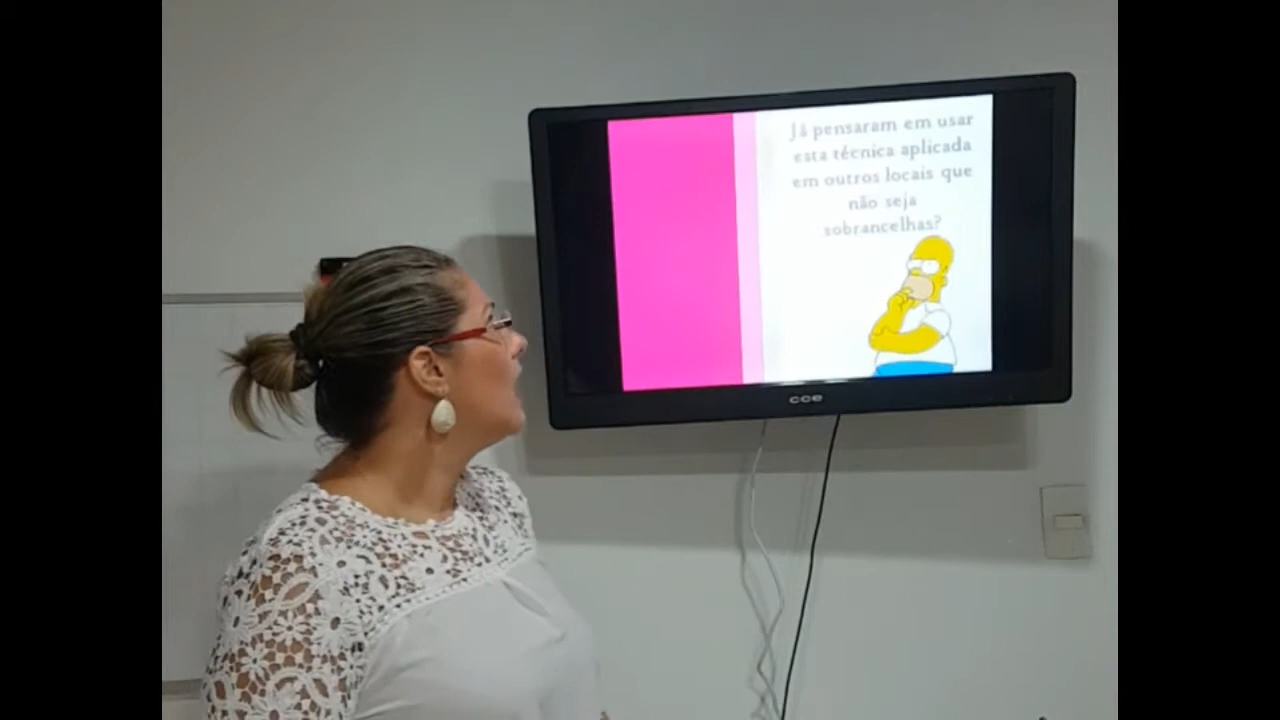 Já pensaram em usar
esta técnica aplicada
em outros locais que
não seja
sobrancelhas?
cce